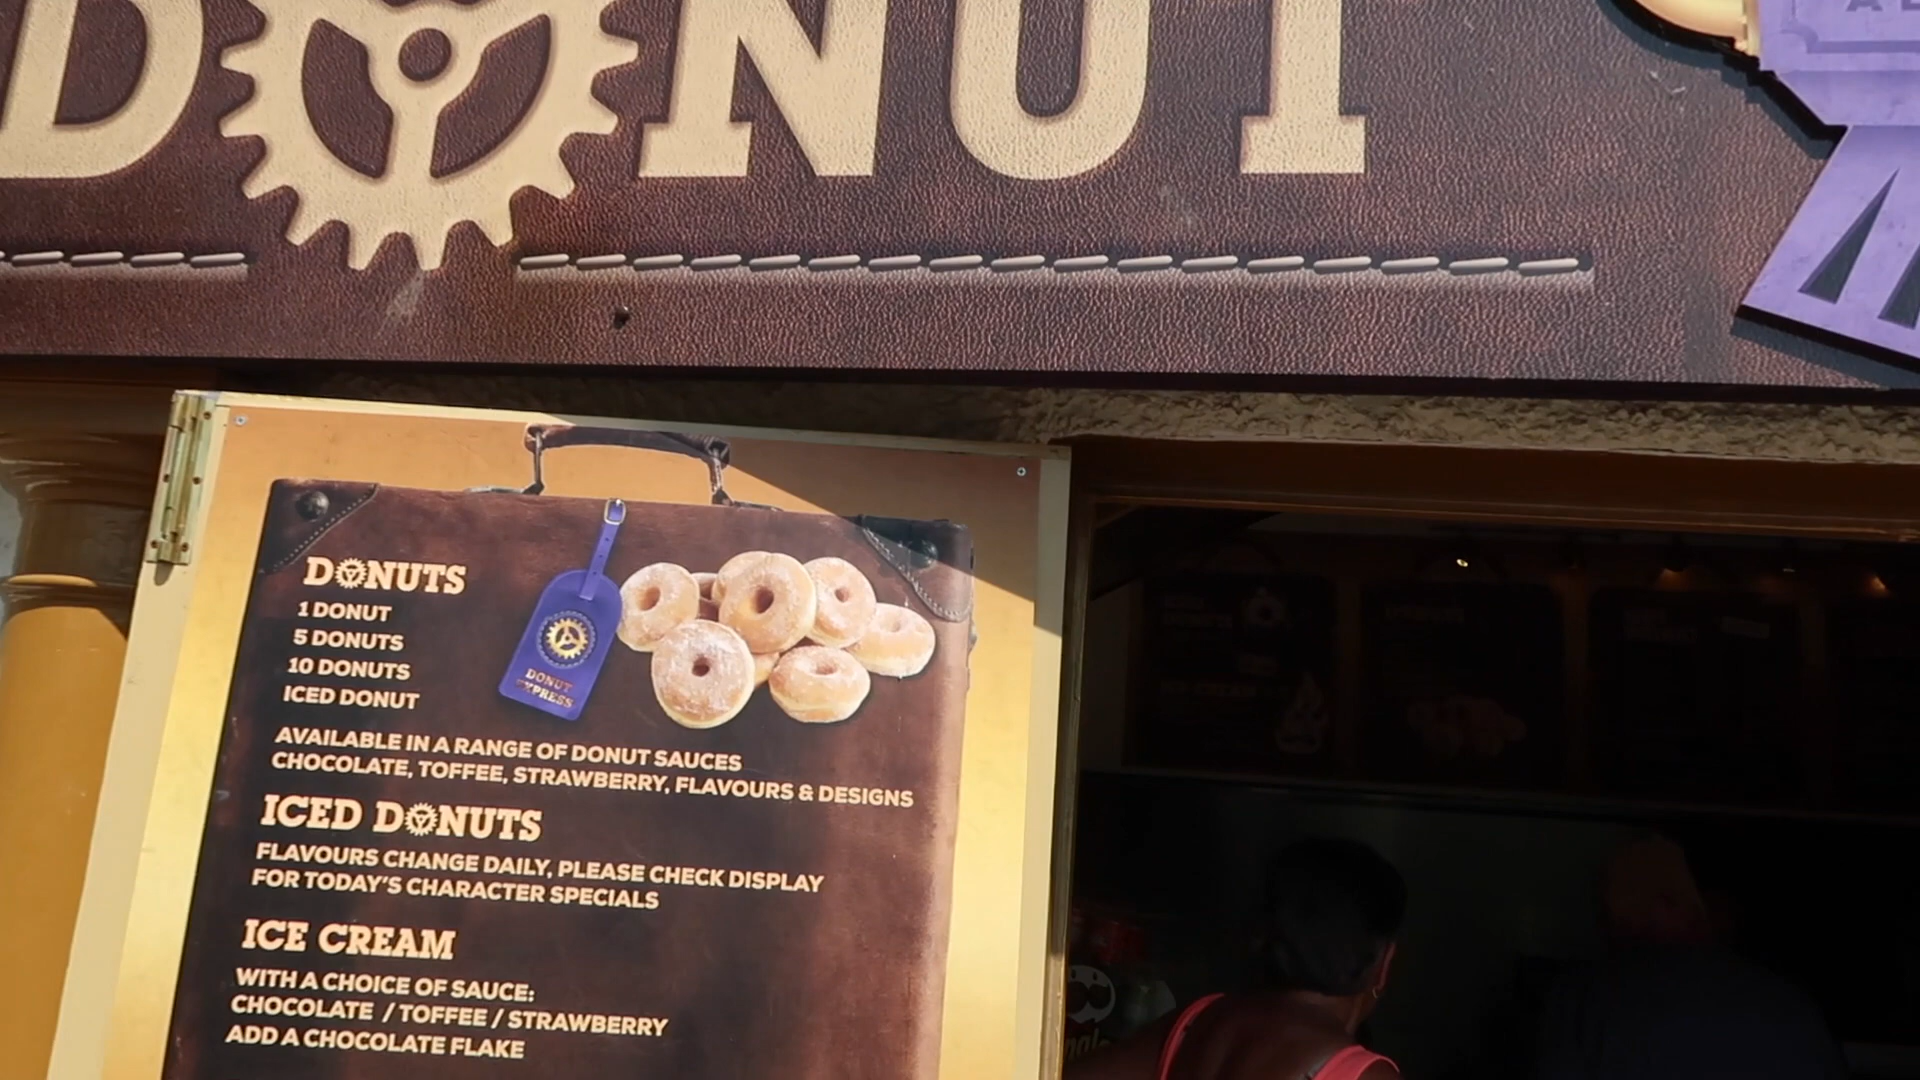 DONUT
DONUTS
1 DONUT
5 DONUTS
10 DONUTS
ICED DONUT
DONUT
EXPRESS
AVAILABLE IN A RANGE OF DONUT SAUCES
CHOCOLATE, TOFFEE, STRAWBERRY, FLAVOURS & DESIGNS
ICED DONUTS
FLAVOURS CHANGE DAILY, PLEASE CHECK DISPLAY
FOR TODAY'S CHARACTER SPECIALS
ICE CREAM
WITH A CHOICE OF SAUCE:
CHOCOLATE / TOFFEE / STRAWBERRY
ADD A CHOCOLATE FLAKE